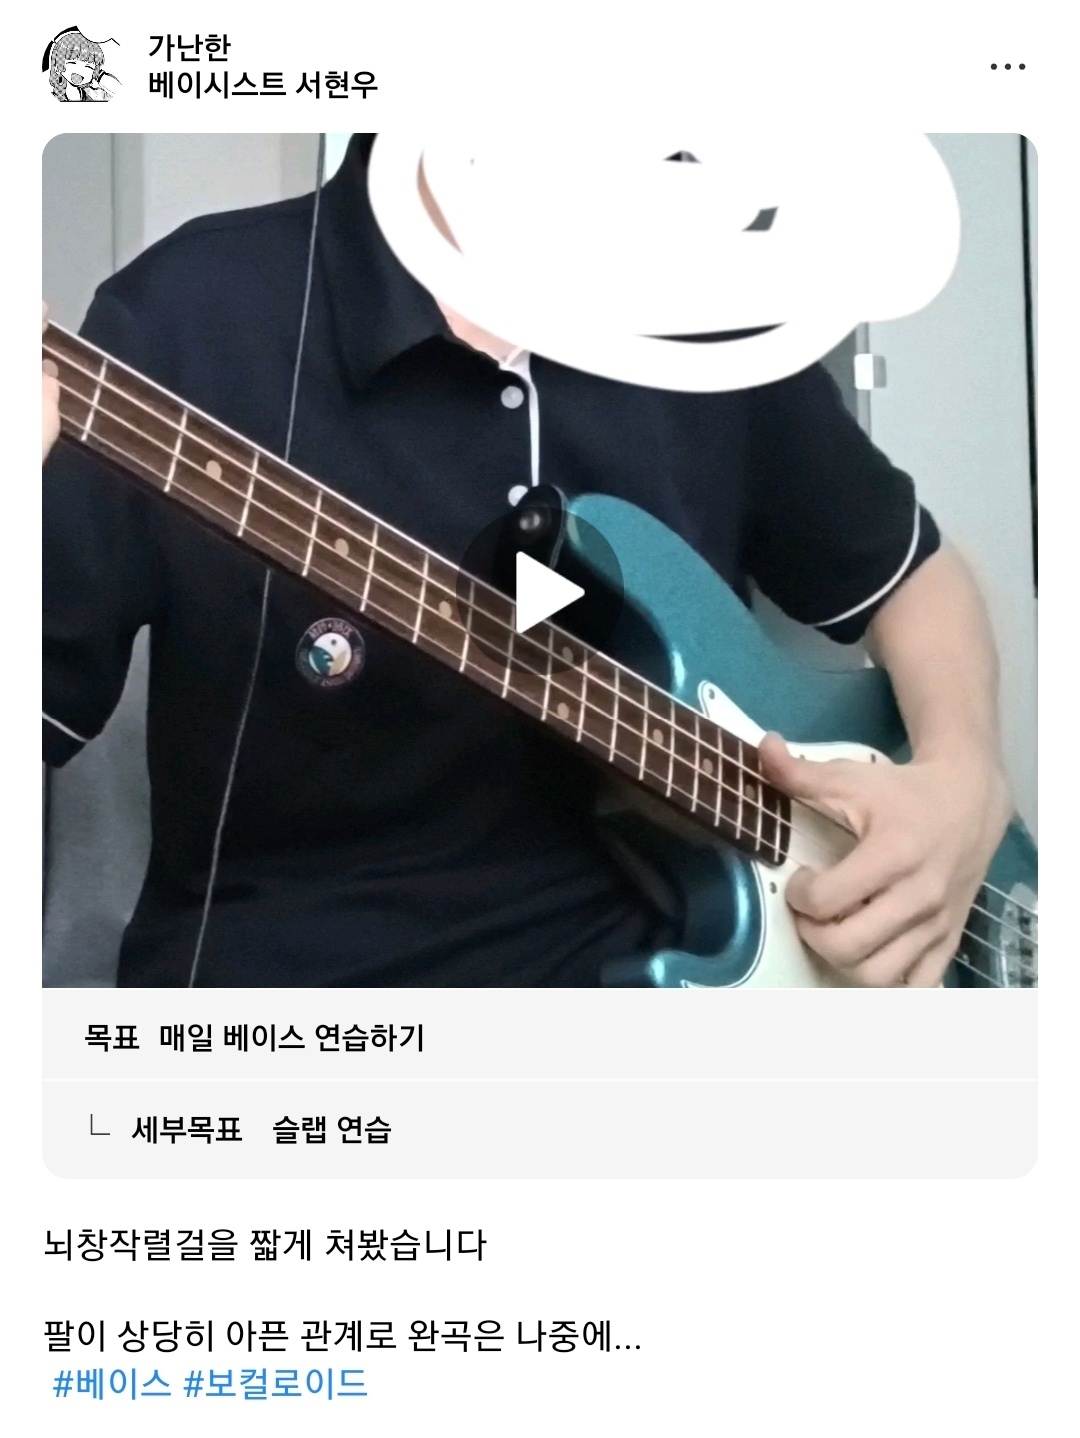 가난한
베이시스트 서현우
목표 매일 베이스 연습하기
세부목표 슬랩 연습
뇌창작렬걸을 짧게 쳐봤습니다
팔이 상당히 아픈 관계로 완곡은 나중에...
#베이스 #보컬로이드